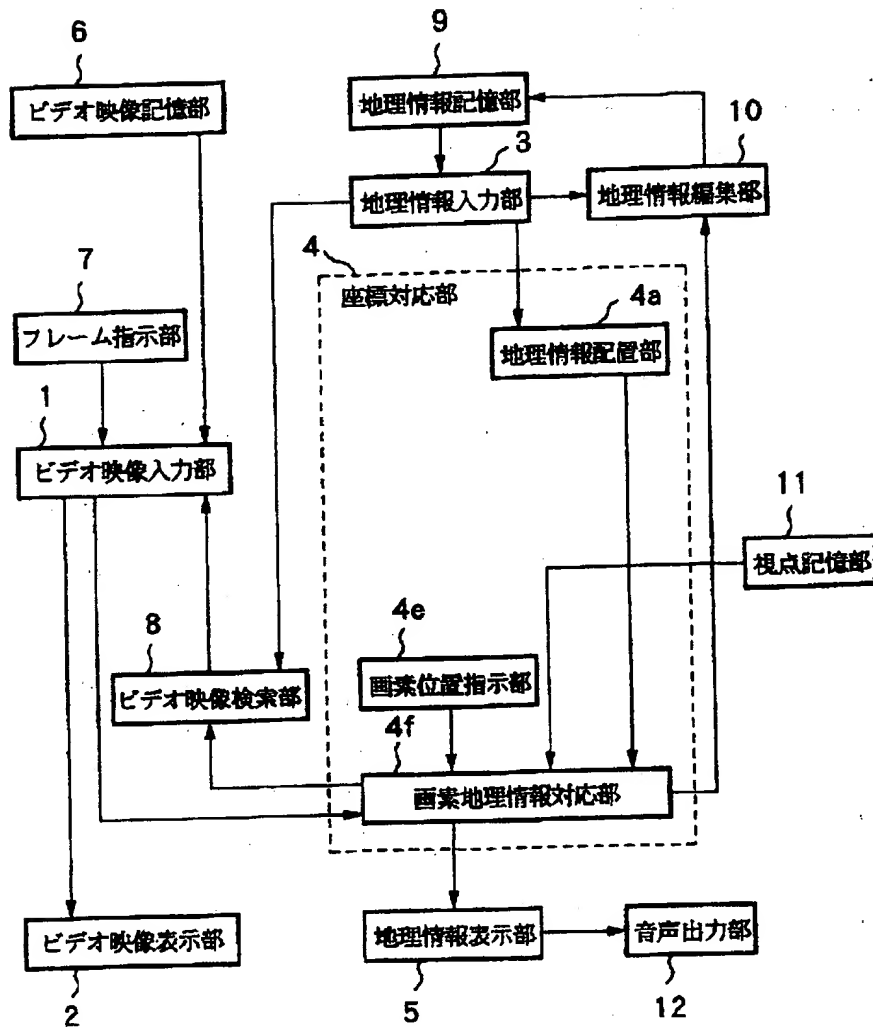 6
ビデオ映像記憶部
9
地理情報記憶部
10
地理情報編集部
3
地理情報入力部
4
座標対応部
4a
地理情報配置部
7
フレーム指示部
1
ビデオ映像入力部
11
視点記憶部
8
ビデオ映像検索部
4e
画素位置指示部
4f
画素地理情報対応部
ビデオ映像表示部
2
地理情報表示部
5
音声出力部
12